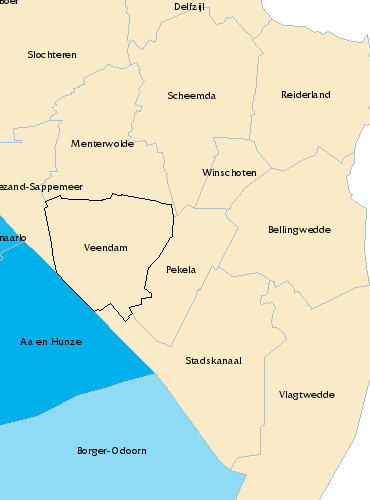 Delfzijl
Slochteren
Scheemda
Reiderland
Menterwolde
Winschoten
ezand-Sappemeer
Bellingwedde
naarlo
Veendam
Pekela
Aa en Hunze
Stadskanaal
Vlagtwedde
Borger-Odoorn